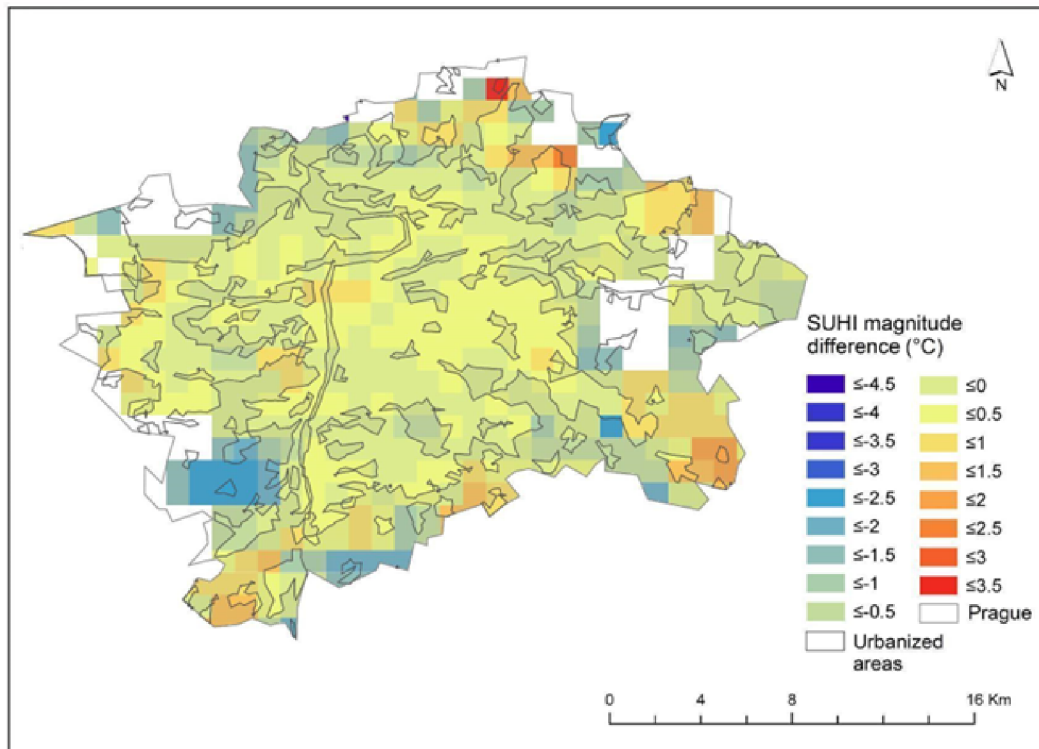 N
SUHI magnitude
difference (°C)
≤-4.5
≤-4
≤-3.5
≤-3
≤-2.5
≤-2
≤-1.5
≤-1
≤-0.5
Urbanized
areas
≤0
≤0.5
≤1
≤1.5
≤2
≤2.5
≤3
≤3.5
Prague
0 4 8 16 Km